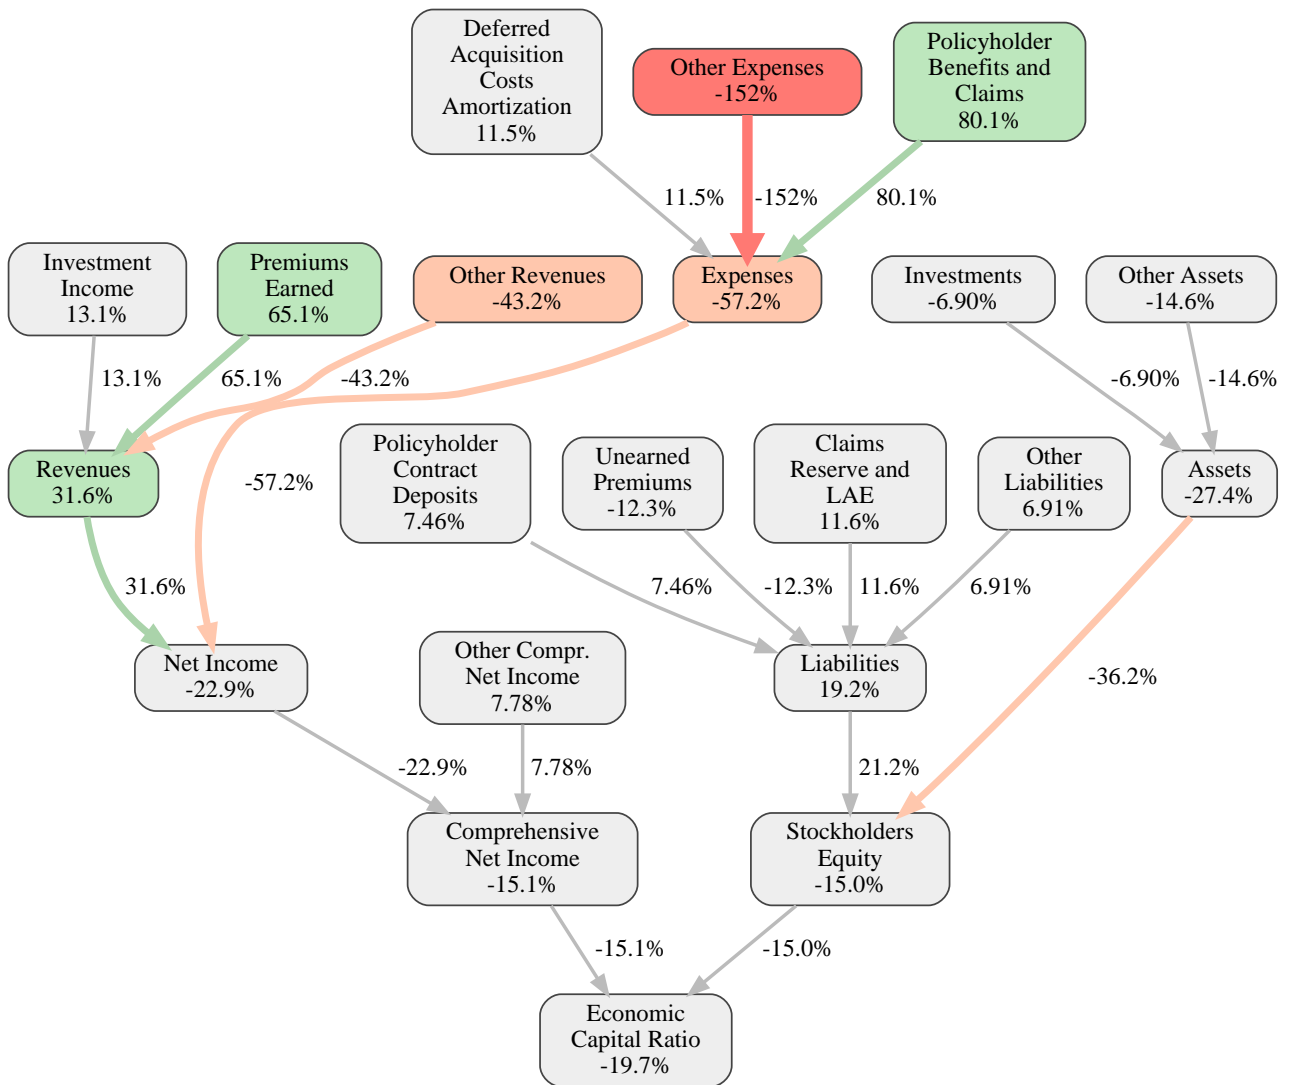 Deferred
Acquisition
Costs
Amortization
11.5%
Other Expenses
-152%
Policyholder
Benefits and
Claims
80.1%
11.5%
-152%
80.1%
Investment
Income
13.1%
Premiums
Earned
65.1%
Other Revenues
-43.2%
Expenses
-57.2%
Investments
-6.90%
Other Assets
-14.6%
13.1%
65.1%
-43.2%
-6.90%
-14.6%
Revenues
31.6%
-57.2%
Policyholder
Contract
Deposits
7.46%
Unearned
Premiums
-12.3%
Claims
Reserve and
LAE
11.6%
Other
Liabilities
6.91%
Assets
-27.4%
31.6%
7.46%
-12.3%
11.6%
6.91%
Net Income
-22.9%
Other Compr.
Net Income
7.78%
Liabilities
19.2%
-36.2%
-22.9%
7.78%
21.2%
Comprehensive
Net Income
-15.1%
Stockholders
Equity
-15.0%
-15.1%
-15.0%
Economic
Capital Ratio
-19.7%